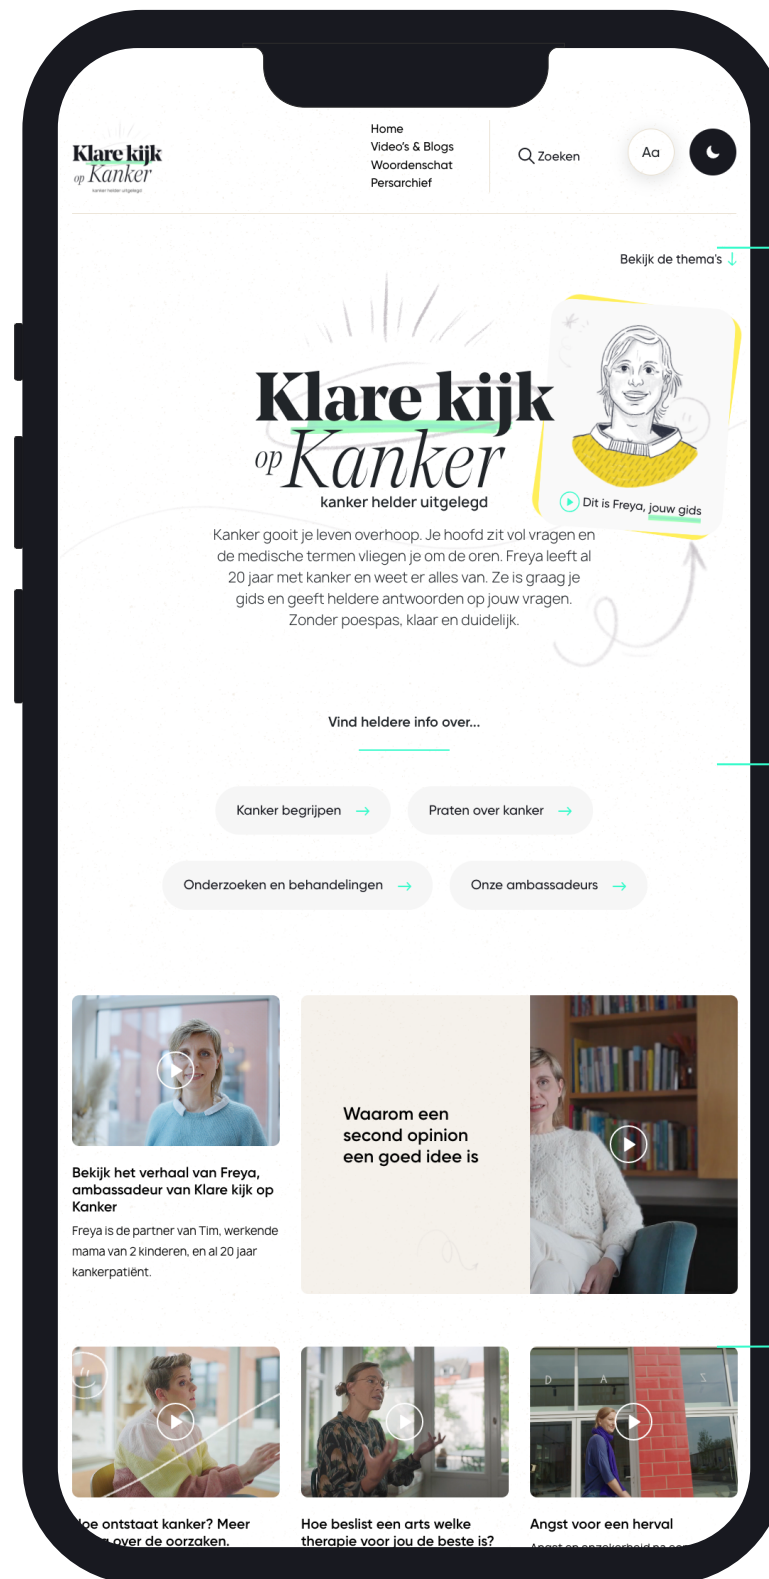 Klare kijk
op Kanker
kanker helder uitgelegd
Home
Video's & Blogs
Woordenschat
Persarchief
Zoeken
Aa
Bekijk de thema's
Klare kijk
op Kanker
kanker helder uitgelegd
Dit is Freya, jouw gids
Kanker gooit je leven overhoop. Je hoofd zit vol vragen en
de medische termen vliegen je om de oren. Freya leeft al
20 jaar met kanker en weet er alles van. Ze is graag je
gids en geeft heldere antwoorden op jouw vragen.
Zonder poespas, klaar en duidelijk.
Vind heldere info over...
Kanker begrijpen
Praten over kanker
Onderzoeken en behandelingen
Onze ambassadeurs
Waarom een
second opinion
een goed idee is
Bekijk het verhaal van Freya,
ambassadeur van Klare kijk op
Kanker
Freya is de partner van Tim, werkende
mama van 2 kinderen, en al 20 jaar
kankerpatiënt.
D A Z
ontstaat kanker? Meer
over de oorzaken.
Hoe beslist een arts welke
therapie voor jou de beste is?
Angst voor een herval